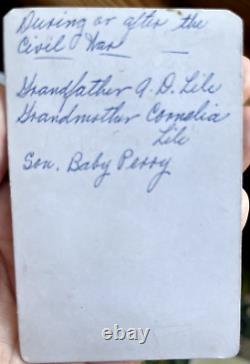 During or after the
Civil War —
Grandfather A. D. Lile
Grandmother Cornelia
Lile
Son. Baby Perry
ebay